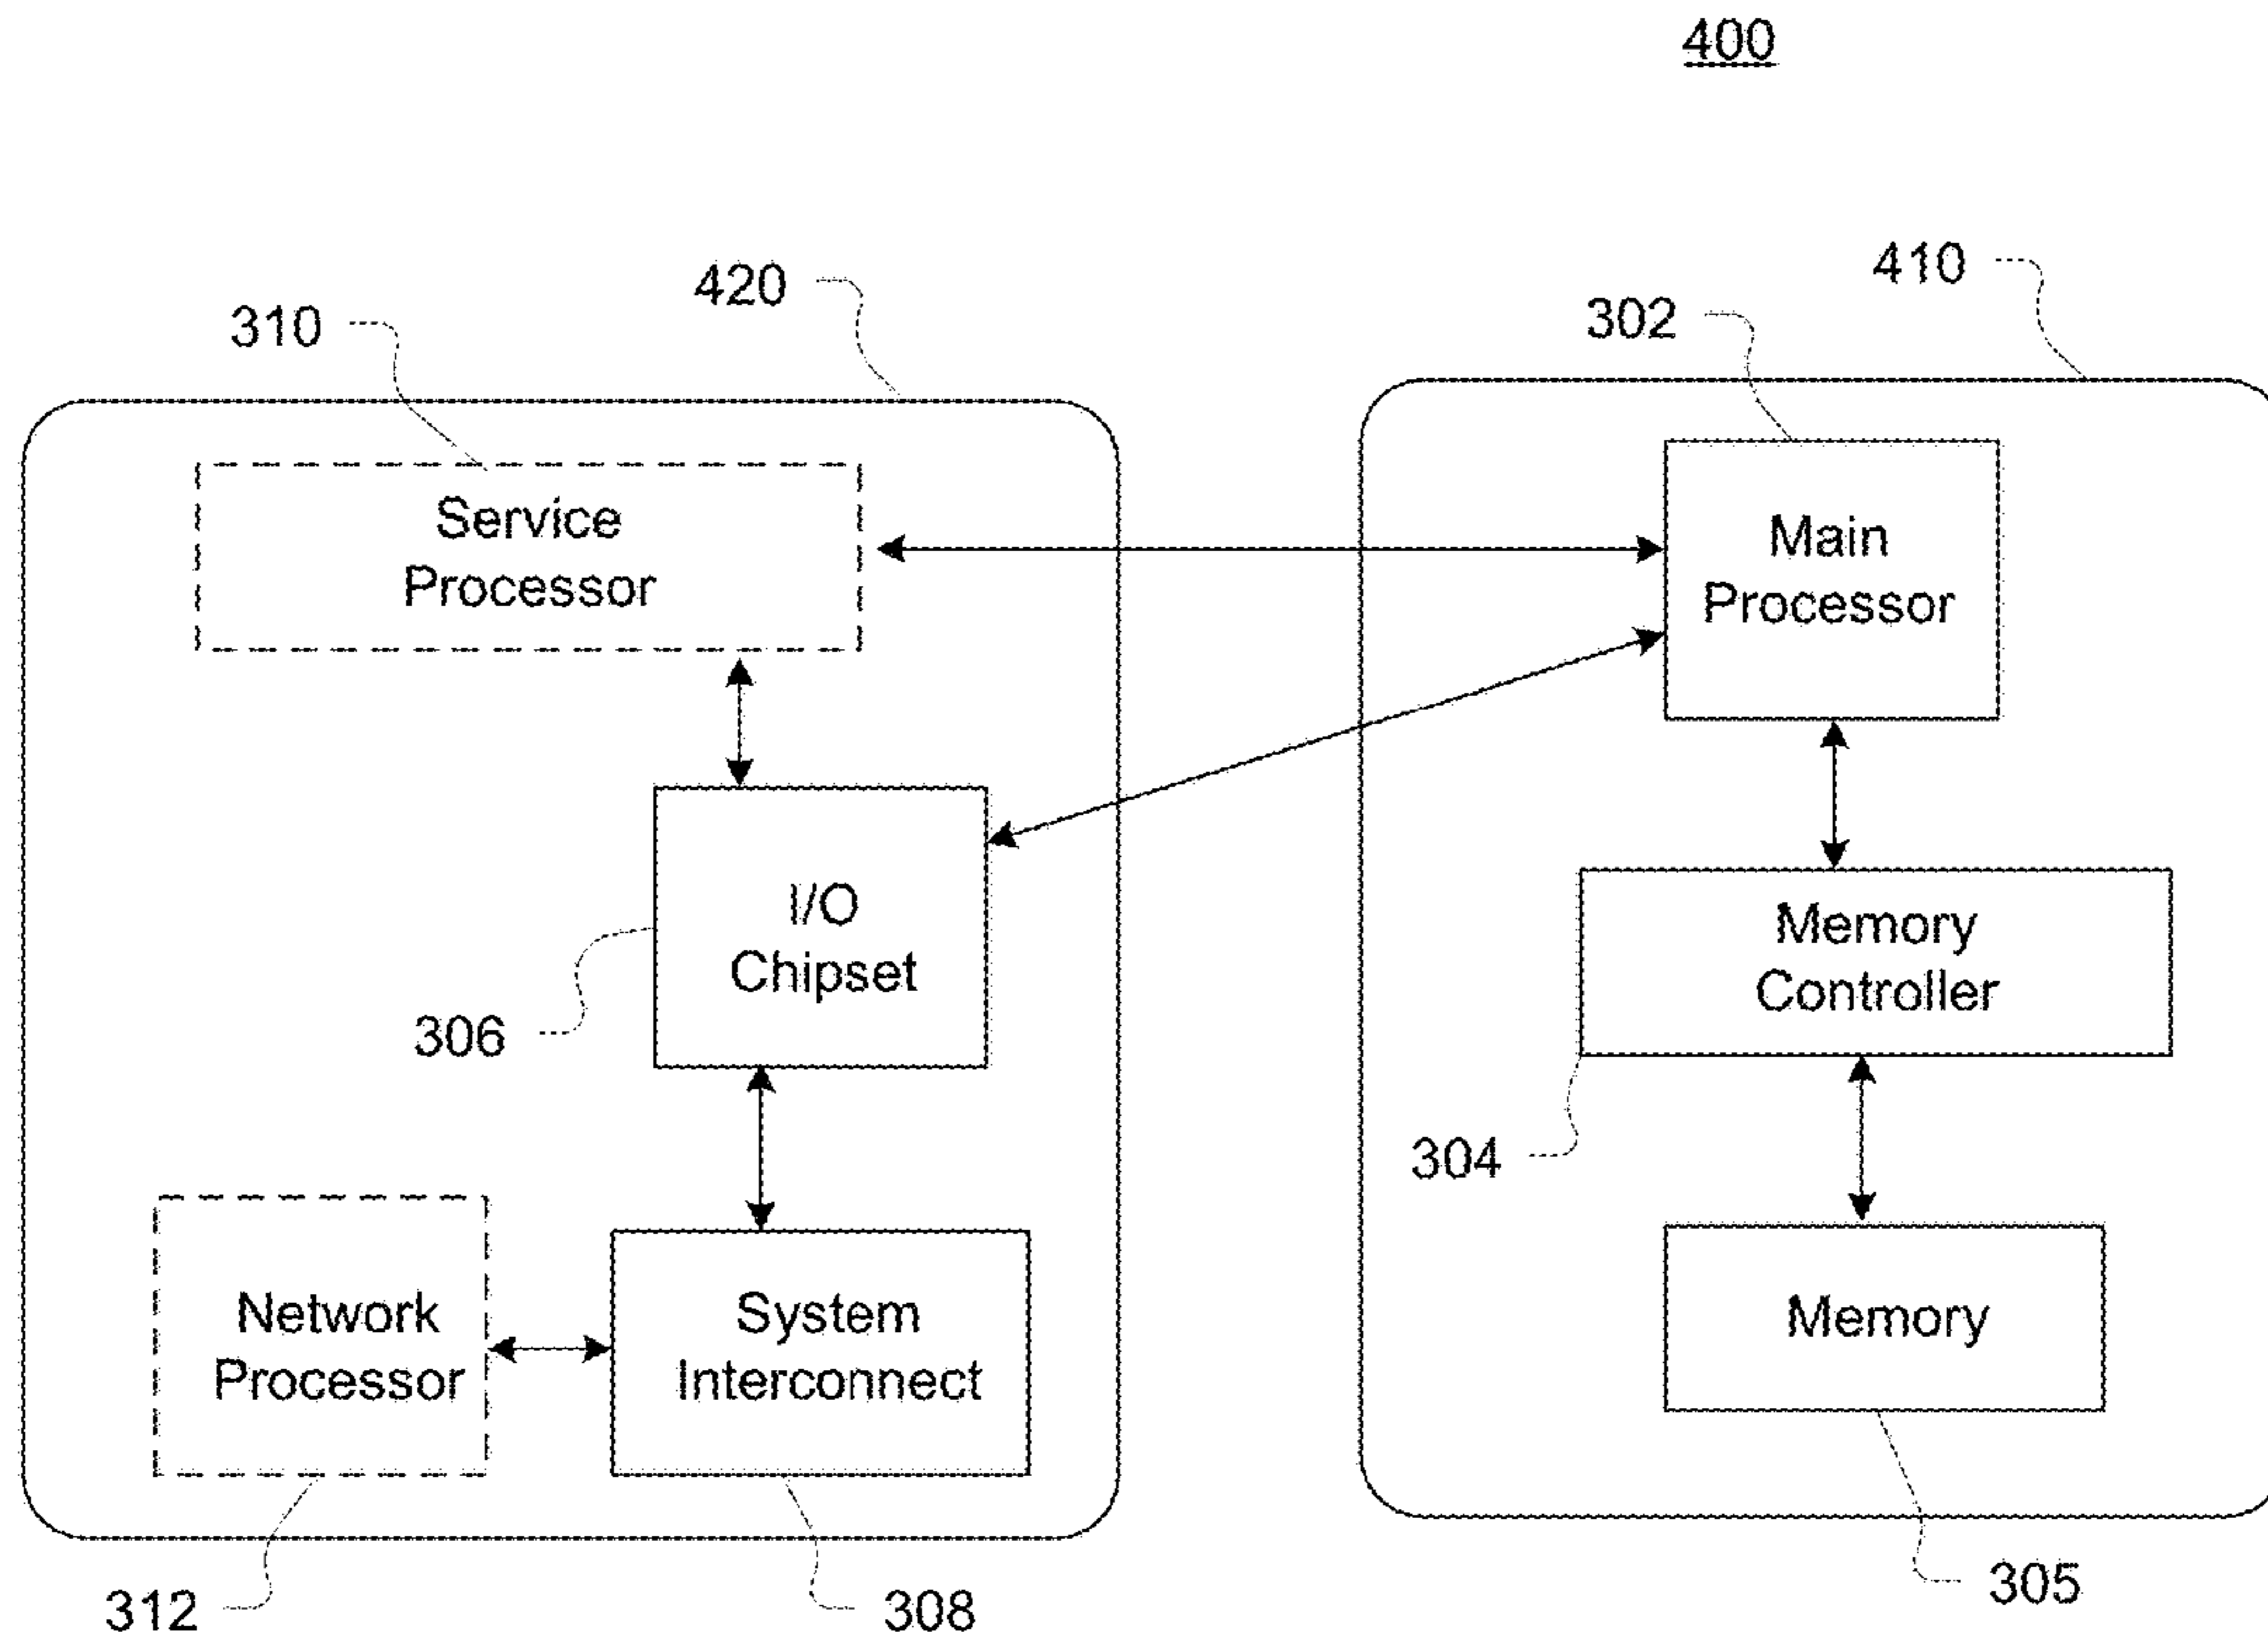 400
420
410
310
302
Service
Processor
Main
Processor
I/O
Chipset
306
Memory
Controller
304
Network
Processor
System
Interconnect
Memory
312
308
305